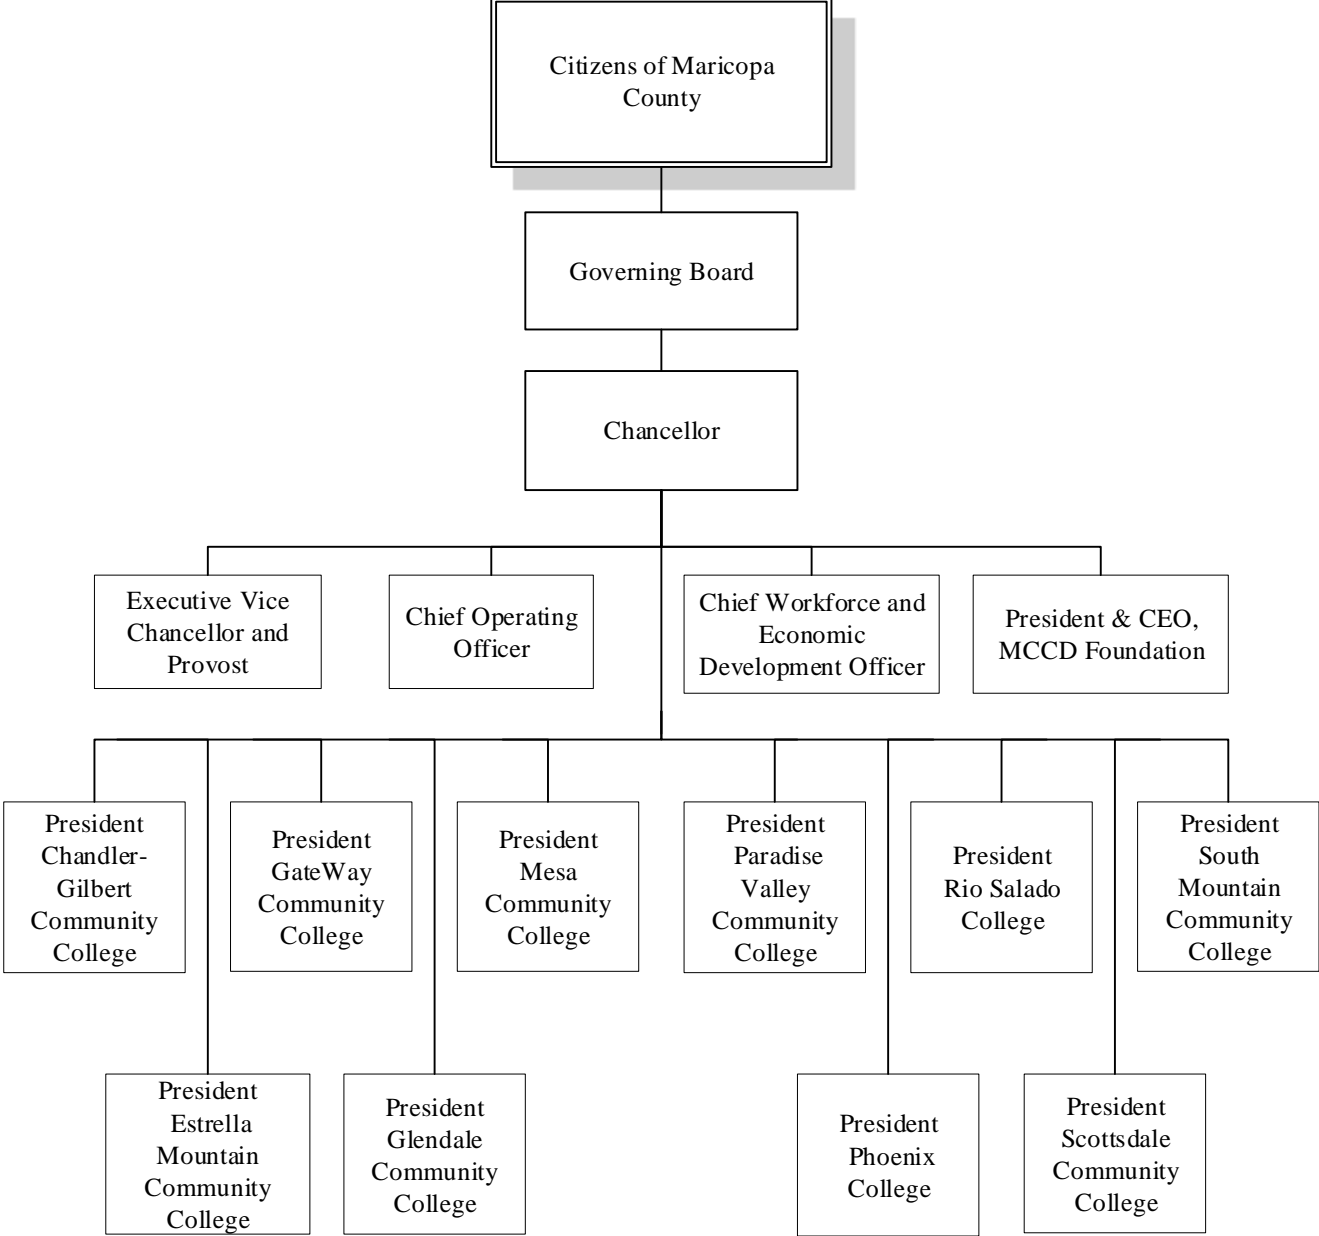 Citizens of Maricopa
County
Governing Board
Chancellor
Executive Vice
Chancellor and
Provost
Chief Operating
Officer
Chief Workforce and
Economic
Development Officer
President & CEO,
MCCD Foundation
President
Chandler-
Gilbert
Community
College
President
GateWay
Community
College
President
Mesa
Community
College
President
Paradise
Valley
Community
College
President
Rio Salado
College
President
South
Mountain
Community
College
President
Estrella
Mountain
Community
College
President
Glendale
Community
College
President
Phoenix
College
President
Scottsdale
Community
College